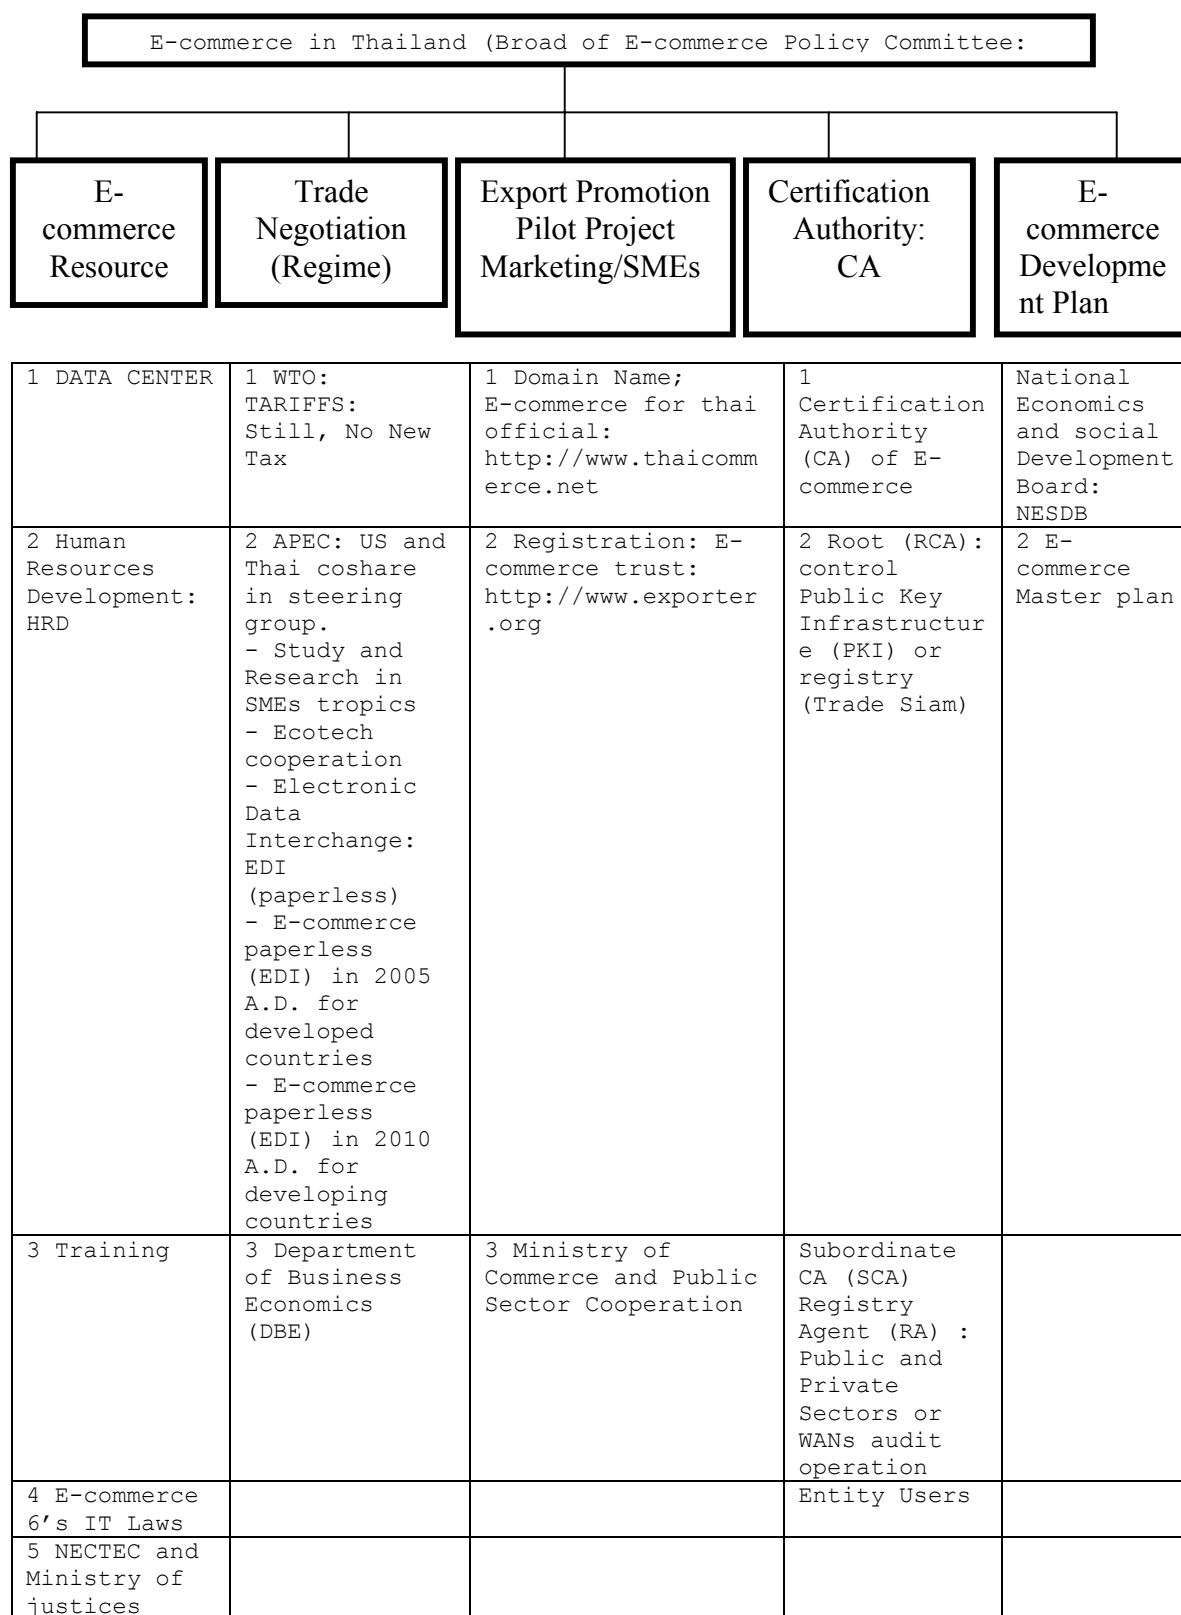 E-commerce in Thailand (Broad of E-commerce Policy Committee:
E-
commerce
Resource
Trade
Negotiation
(Regime)
Export Promotion
Pilot Project
Marketing/SMEs
Certification
Authority:
CA
E-
commerce
Developme
nt Plan
1 DATA CENTER
1 WTO:
TARIFFS:
Still, No New
Tax
1 Domain Name;
E-commerce for thai
official:
http://www.thaicomm
erce.net
1
Certification
Authority
(CA) of E-
commerce
National
Economics
and social
Development
Board:
NESDB
2 Human
Resources
Development:
HRD
2 APEC: US and
Thai coshare
in steering
group.
- Study and
Research in
SMEs tropics
- Ecotech
cooperation
- Electronic
Data
Interchange:
EDI
(paperless)
- E-commerce
paperless
(EDI) in 2005
A.D. for
developed
countries
- E-commerce
paperless
(EDI) in 2010
A.D. for
developing
countries
2 Registration: E-
commerce trust:
http://www.exporter
.org
2 Root (RCA):
control
Public Key
Infrastructur
e (PKI) or
registry
(Trade Siam)
2 E-
commerce
Master plan
3 Training
3 Department
of Business
Economics
(DBE)
3 Ministry of
Commerce and Public
Sector Cooperation
Subordinate
CA (SCA)
Registry
Agent (RA) :
Public and
Private
Sectors or
WANs audit
operation
4 E-commerce
6's IT Laws
Entity Users
5 NECTEC and
Ministry of
justices